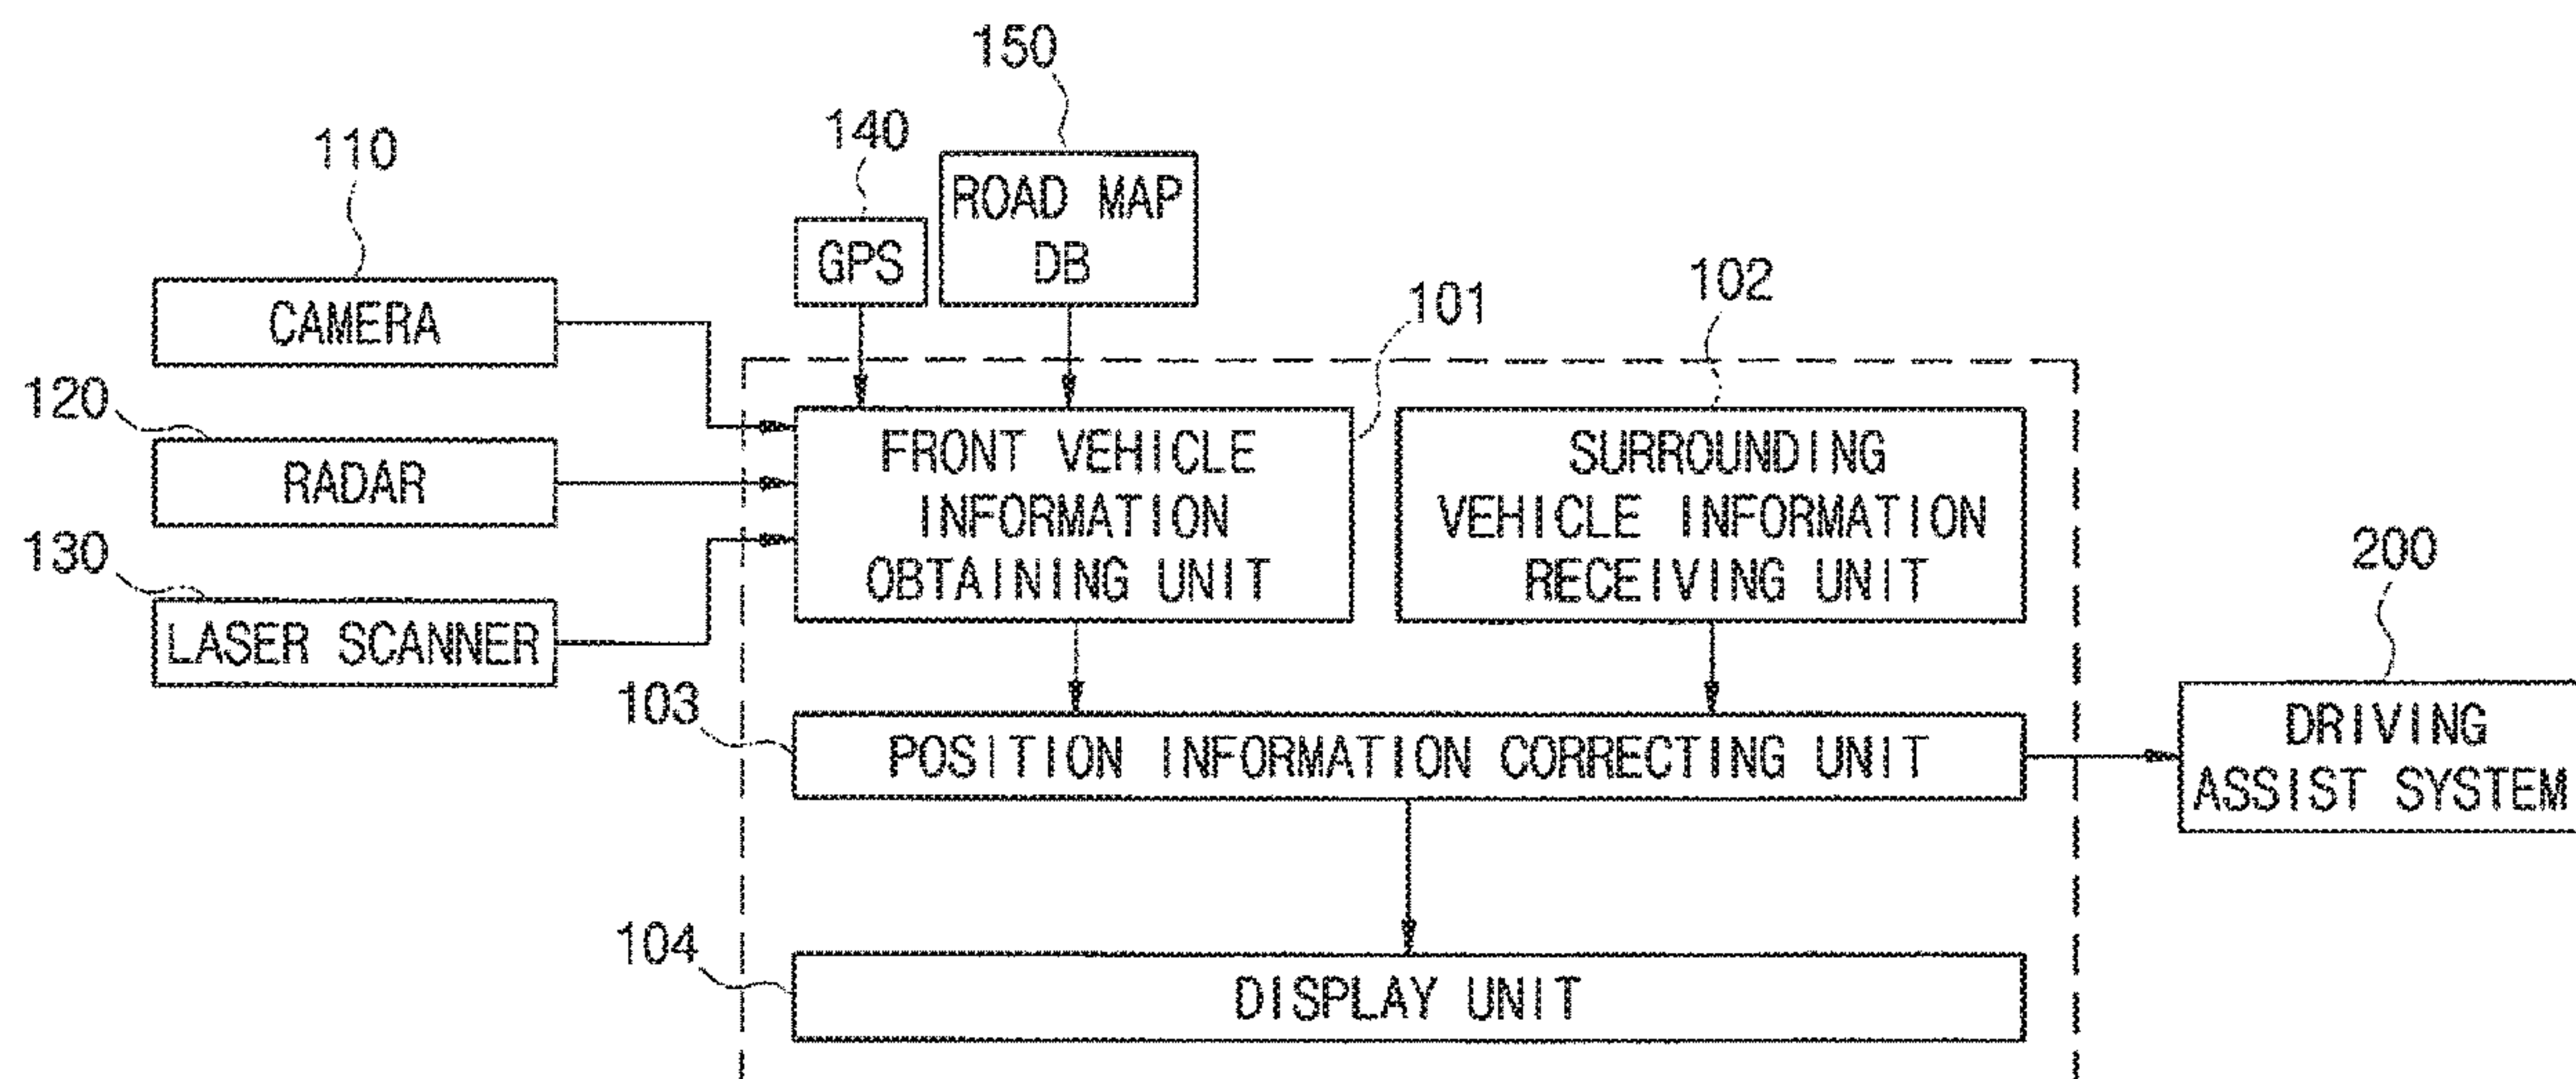 150
140
110
ROAD MAP
DB
GPS
102
101
CAMERA
120
FRONT VEHICLE
INFORMATION
OBTAINING UNIT
SURROUNDING
VEHICLE INFORMATION
RECEIVING UNIT
RADAR
130
200
LASER SCANNER
103
POSITION INFORMATION CORRECTING UNIT
DRIVING
ASSIST SYSTEM
104
DISPLAY UNIT